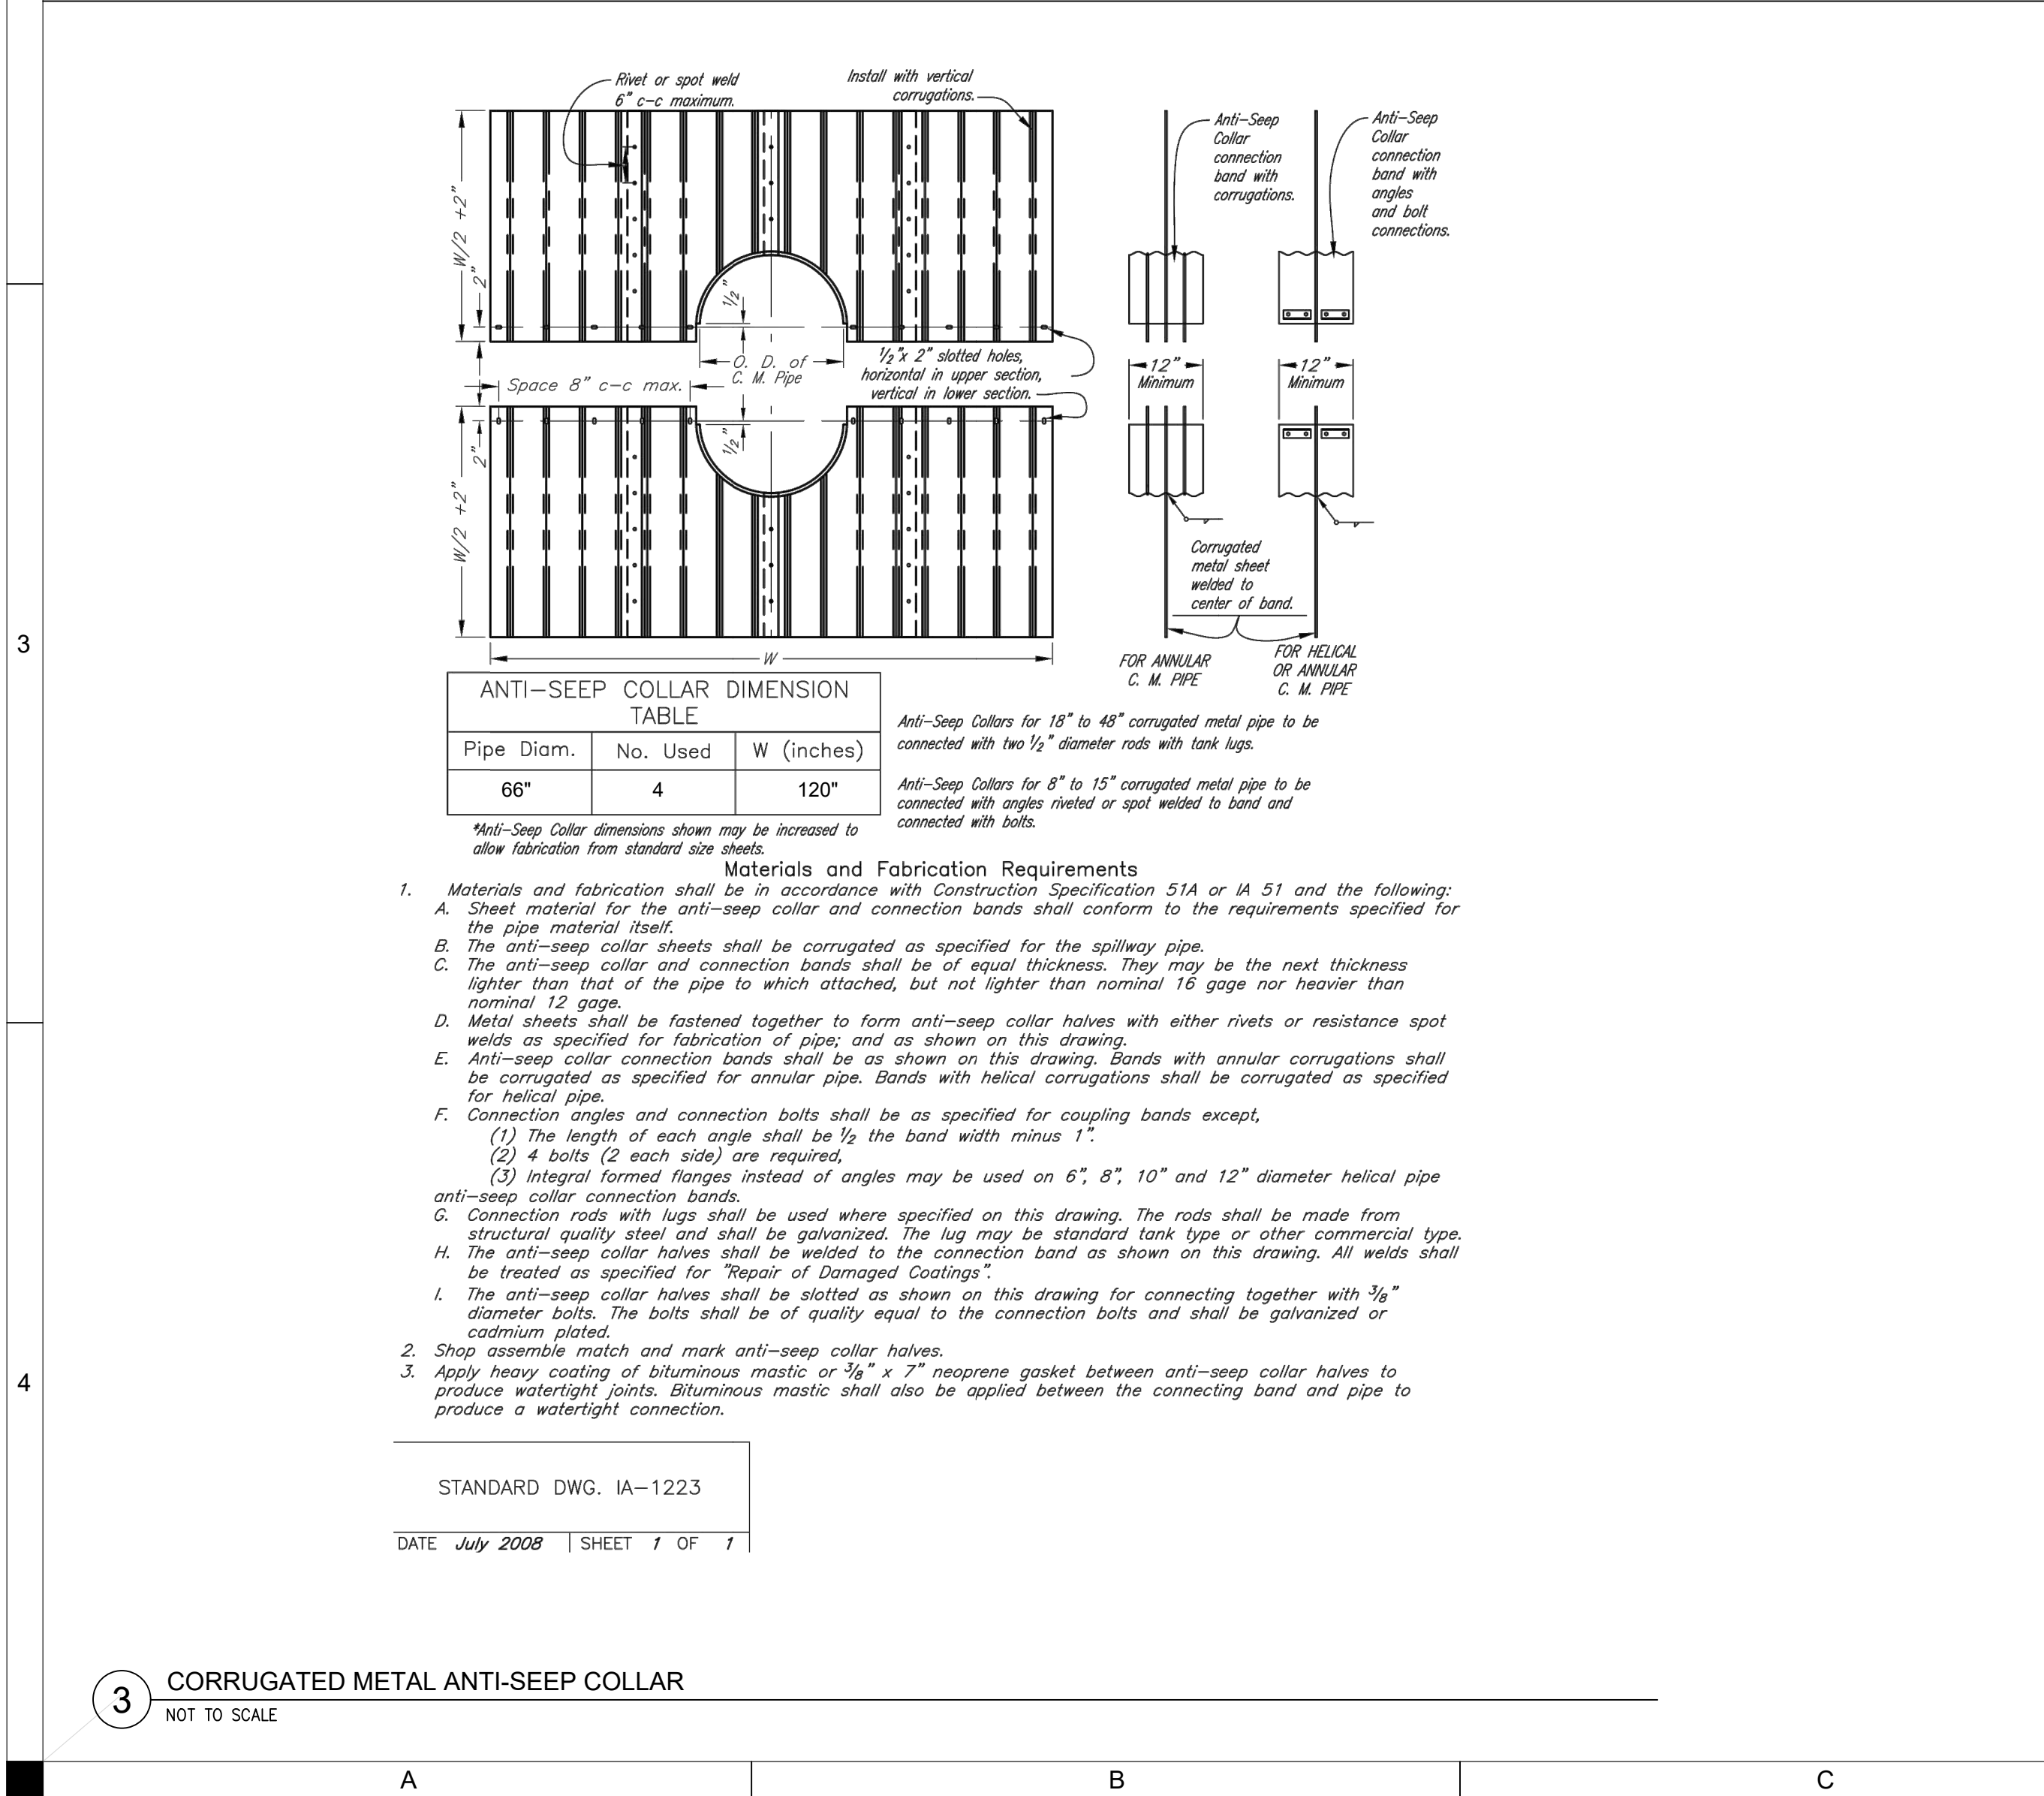 Rivet or spot weld
6" c-c maximum.
Install with vertical
corrugations.
Anti-Seep
Collar
connection
band with
corrugations.
Anti-Seep
Collar
connection
band with
angles
and bolt
connections.
W/2 +2"
2"
1/2"
O. D. of
C. M. Pipe
1/2"x 2" slotted holes,
horizontal in upper section,
vertical in lower section.
12"
Minimum
12"
Minimum
Space 8" c-c max.
1/2"
2"
W/2 +2"
Corrugated
metal sheet
welded to
center of band.
W
FOR ANNULAR
C. M. PIPE
FOR HELICAL
OR ANNULAR
C. M. PIPE
3
ANTI-SEEP COLLAR DIMENSION
TABLE
Pipe Diam. No. Used W (inches)
66" 4 120"
*Anti-Seep Collar dimensions shown may be increased to
allow fabrication from standard size sheets.
Anti-Seep Collars for 18" to 48" corrugated metal pipe to be
connected with two 1/2" diameter rods with tank lugs.
Anti-Seep Collars for 8" to 15" corrugated metal pipe to be
connected with angles riveted or spot welded to band and
connected with bolts.
Materials and Fabrication Requirements
1. Materials and fabrication shall be in accordance with Construction Specification 51A or IA 51 and the following:
A. Sheet material for the anti-seep collar and connection bands shall conform to the requirements specified for
the pipe material itself.
B. The anti-seep collar sheets shall be corrugated as specified for the spillway pipe.
C. The anti-seep collar and connection bands shall be of equal thickness. They may be the next thickness
lighter than that of the pipe to which attached, but not lighter than nominal 16 gage nor heavier than
nominal 12 gage.
D. Metal sheets shall be fastened together to form anti-seep collar halves with either rivets or resistance spot
welds as specified for fabrication of pipe; and as shown on this drawing.
E. Anti-seep collar connection bands shall be as shown on this drawing. Bands with annular corrugations shall
be corrugated as specified for annular pipe. Bands with helical corrugations shall be corrugated as specified
for helical pipe.
F. Connection angles and connection bolts shall be as specified for coupling bands except,
(1) The length of each angle shall be 1/2 the band width minus 1".
(2) 4 bolts (2 each side) are required,
(3) Integral formed flanges instead of angles may be used on 6", 8", 10" and 12" diameter helical pipe
anti-seep collar connection bands.
G. Connection rods with lugs shall be used where specified on this drawing. The rods shall be made from
structural quality steel and shall be galvanized. The lug may be standard tank type or other commercial type.
H. The anti-seep collar halves shall be welded to the connection band as shown on this drawing. All welds shall
be treated as specified for "Repair of Damaged Coatings".
I. The anti-seep collar halves shall be slotted as shown on this drawing for connecting together with 3/8"
diameter bolts. The bolts shall be of quality equal to the connection bolts and shall be galvanized or
cadmium plated.
2. Shop assemble match and mark anti-seep collar halves.
3. Apply heavy coating of bituminous mastic or 3/8" x 7" neoprene gasket between anti-seep collar halves to
produce watertight joints. Bituminous mastic shall also be applied between the connecting band and pipe to
produce a watertight connection.
4
STANDARD DWG. IA-1223
DATE July 2008 SHEET 1 OF 1
3 CORRUGATED METAL ANTI-SEEP COLLAR
NOT TO SCALE
A B C